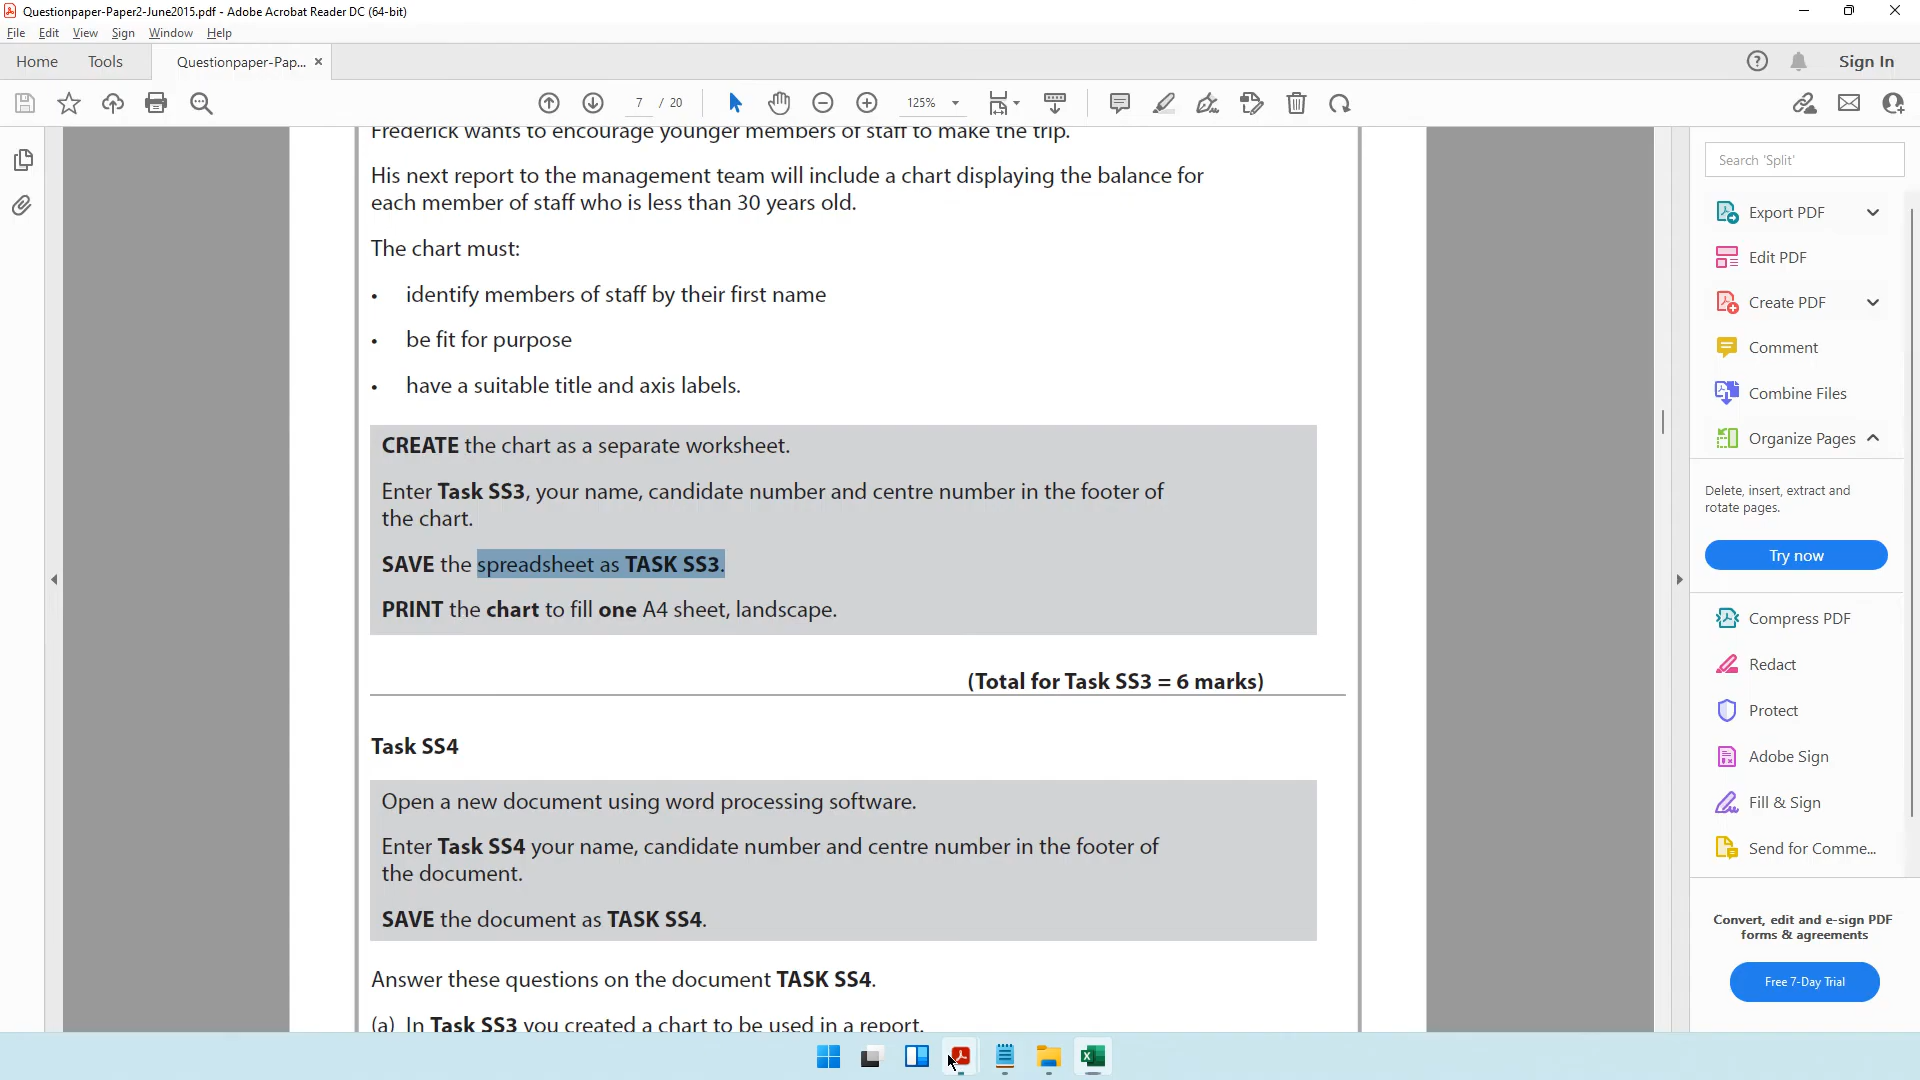 Questionpaper-Paper2-June2015.pdf - Adobe Acrobat Reader DC (64-bit)
File Edit View Sign Window Help
Home Tools Questionpaper-Pap... × Sign In
7 / 20 125%
Frederick wants to encourage younger members of staff to make the trip.
His next report to the management team will include a chart displaying the balance for
each member of staff who is less than 30 years old.
The chart must:
• identify members of staff by their first name
• be fit for purpose
• have a suitable title and axis labels.
CREATE the chart as a separate worksheet.
Enter Task SS3, your name, candidate number and centre number in the footer of
the chart.
SAVE the spreadsheet as TASK SS3.
PRINT the chart to fill one A4 sheet, landscape.
(Total for Task SS3 = 6 marks)
Task SS4
Open a new document using word processing software.
Enter Task SS4 your name, candidate number and centre number in the footer of
the document.
SAVE the document as TASK SS4.
Answer these questions on the document TASK SS4.
(a) In Task SS3 you created a chart to be used in a report.
Search 'Split'
Export PDF
Edit PDF
Create PDF
Comment
Combine Files
Organize Pages
Delete, insert, extract and
rotate pages.
Try now
Compress PDF
Redact
Protect
Adobe Sign
Fill & Sign
Send for Comme...
Convert, edit and e-sign PDF
forms & agreements
Free 7-Day Trial